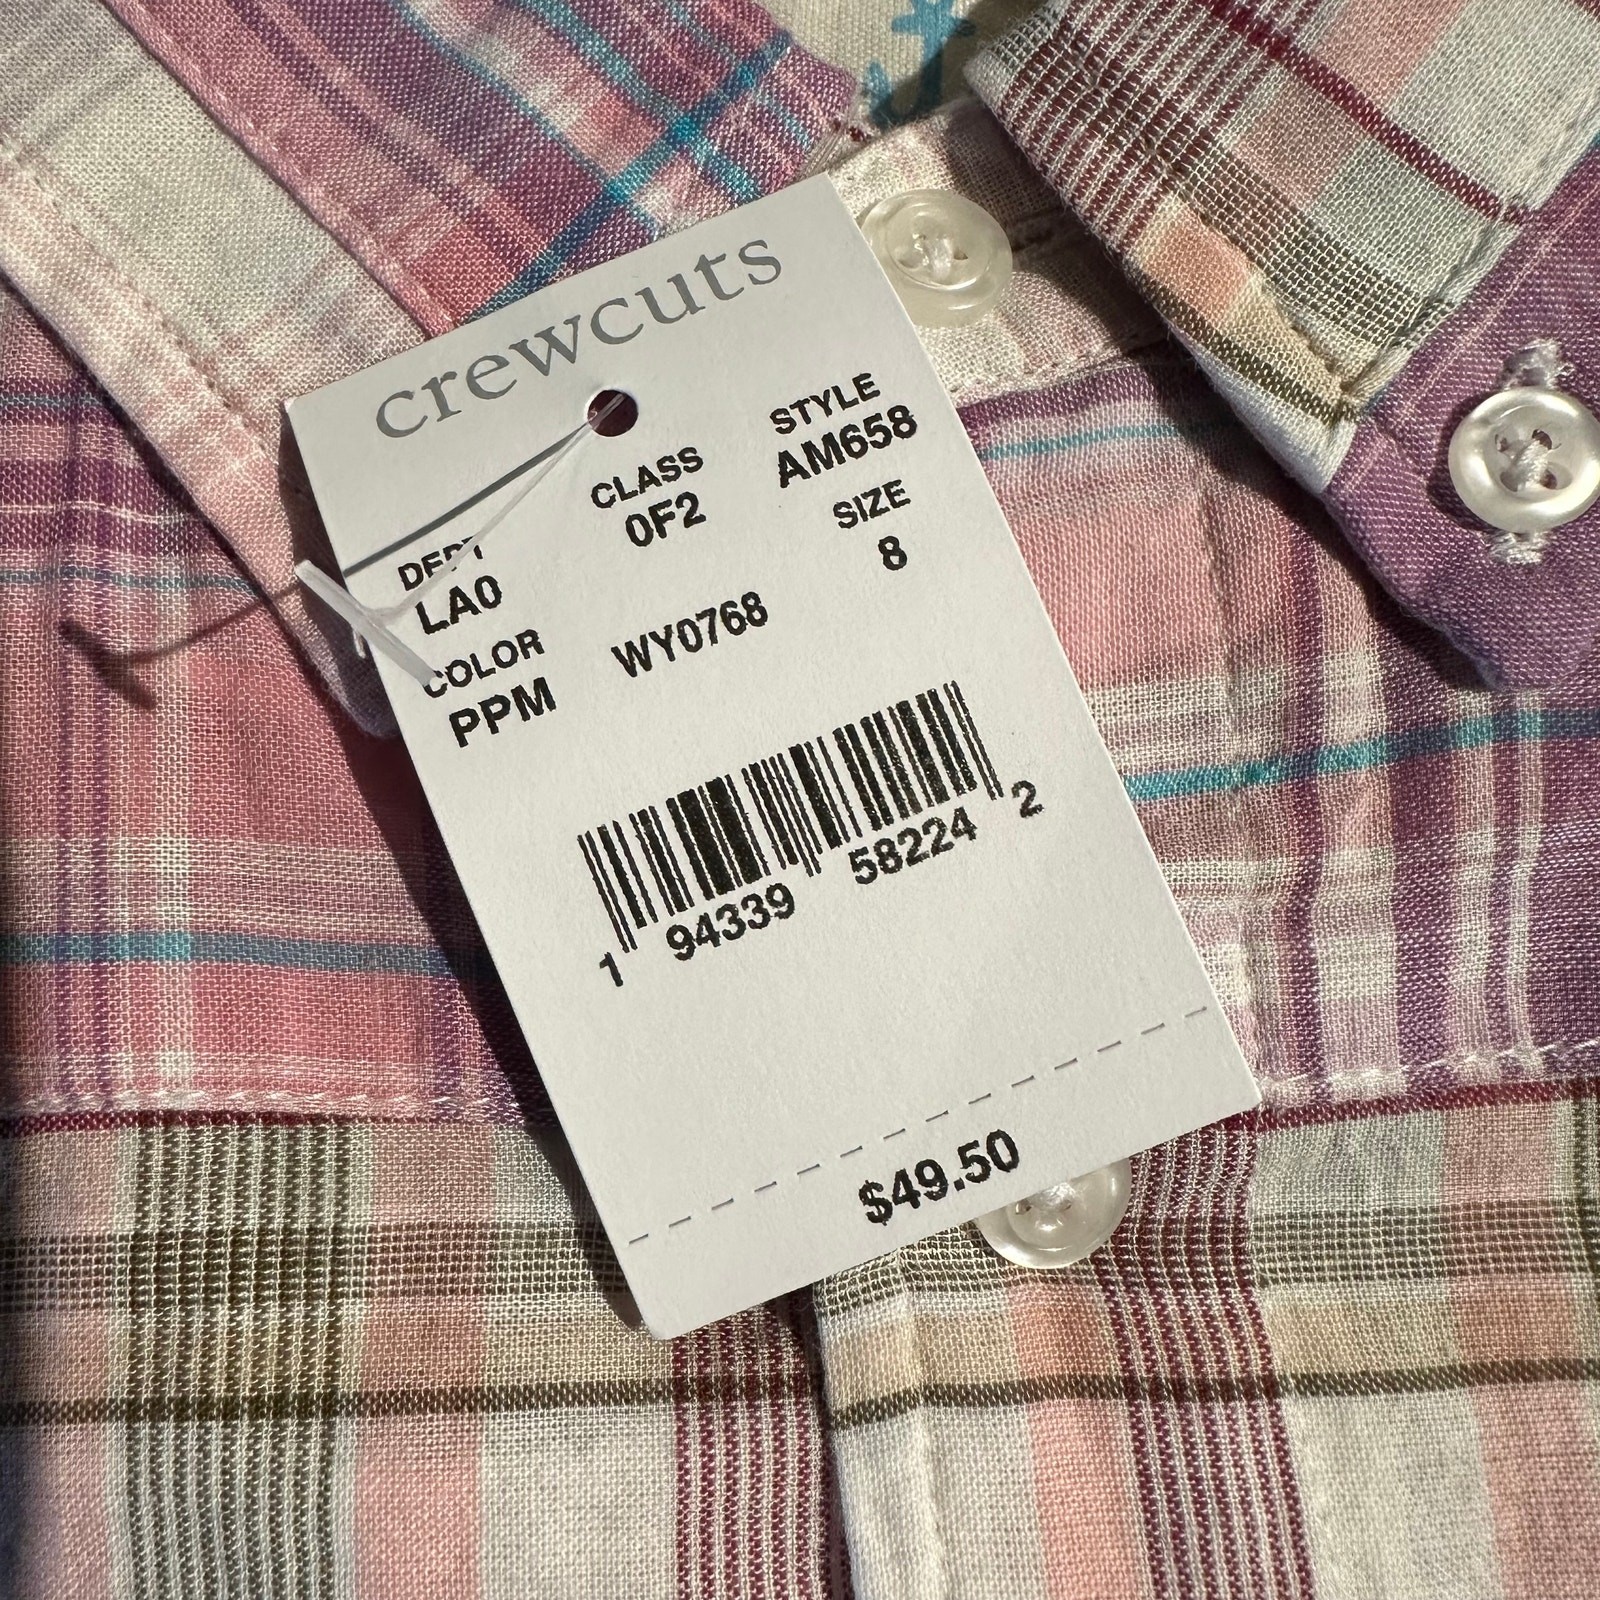 crewcuts
DEPT CLASS STYLE
LA0 0F2 AM658
COLOR SIZE
PPM WY0768 8
1 94339 58224 2
$49.50